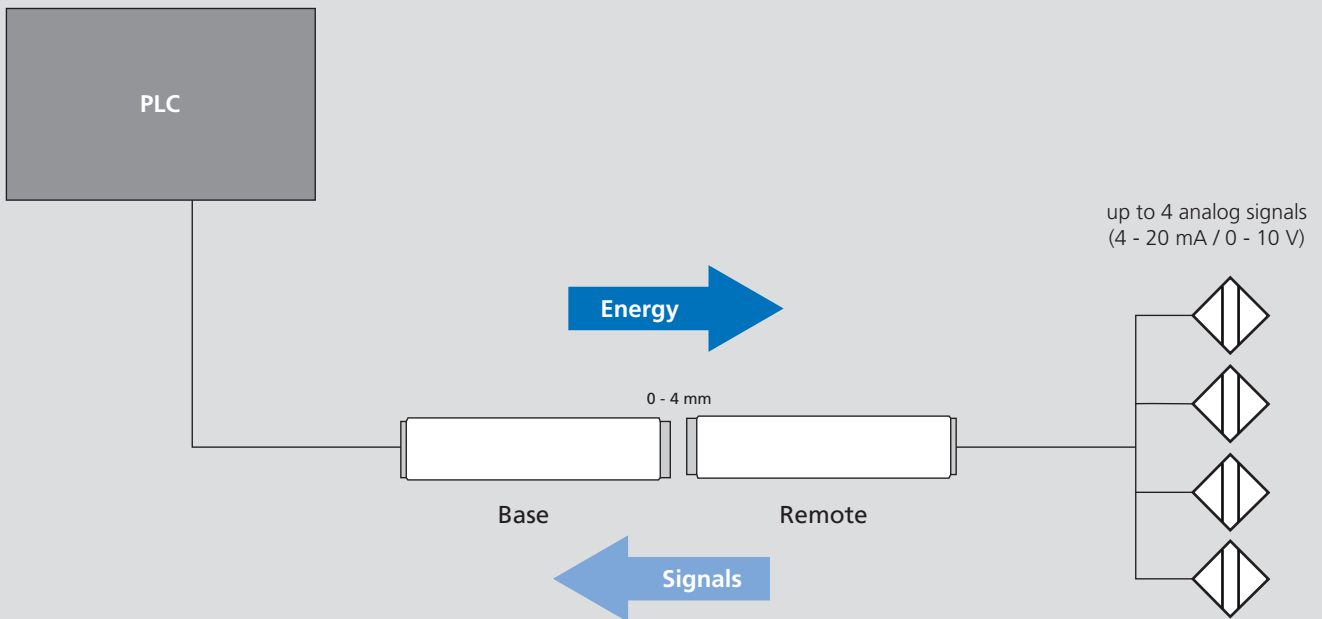 PLC
up to 4 analog signals
(4 - 20 mA / 0 - 10 V)
Energy
0 - 4 mm
Base
Remote
Signals